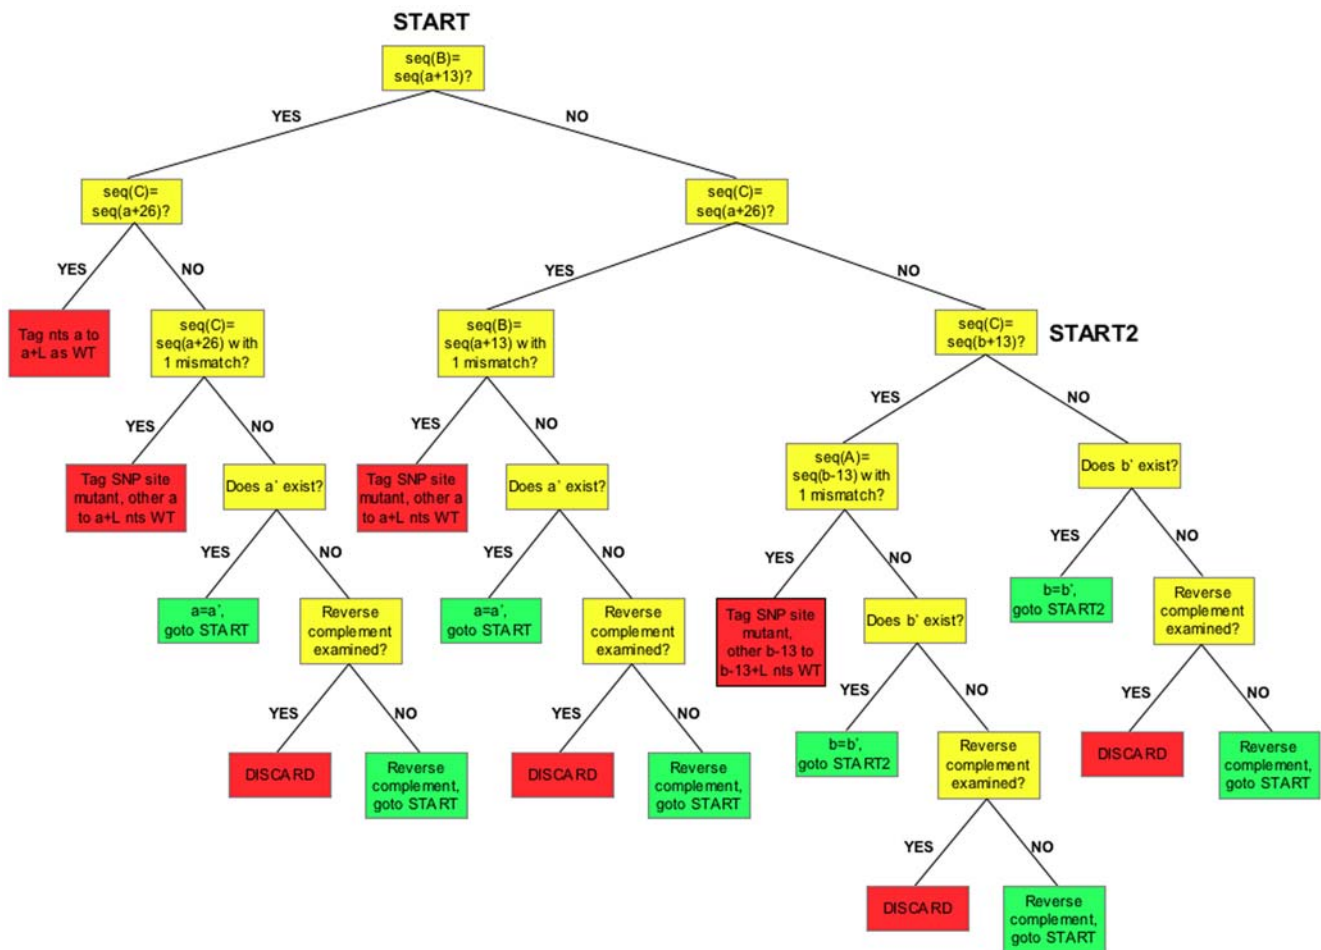 START
seq(B)=
seq(a+13)?
YES
NO
seq(C)=
seq(a+26)?
seq(C)=
seq(a+26)?
YES
NO
YES
NO
Tag nts a to
a+L as WT
seq(C)=
seq(a+26) with
1 mismatch?
seq(B)=
seq(a+13) with
1 mismatch?
seq(C)=
seq(b+13)?
START2
YES
NO
YES
NO
YES
NO
Tag SNP site
mutant, other a
to a+L nts WT
Does a' exist?
Tag SNP site
mutant, other a
to a+L nts WT
Does a' exist?
seq(A)=
seq(b-13) with
1 mismatch?
Does b' exist?
YES
NO
YES
NO
YES
NO
YES
NO
a=a',
goto START
Reverse
complement
examined?
a=a',
goto START
Reverse
complement
examined?
Tag SNP site
mutant,
other b-13 to
b-13+L nts WT
Does b' exist?
b=b',
goto START2
Reverse
complement
examined?
YES
NO
YES
NO
YES
NO
YES
NO
DISCARD
Reverse
complement,
goto START
DISCARD
Reverse
complement,
goto START
b=b',
goto START2
Reverse
complement
examined?
DISCARD
Reverse
complement,
goto START
YES
NO
DISCARD
Reverse
complement,
goto START